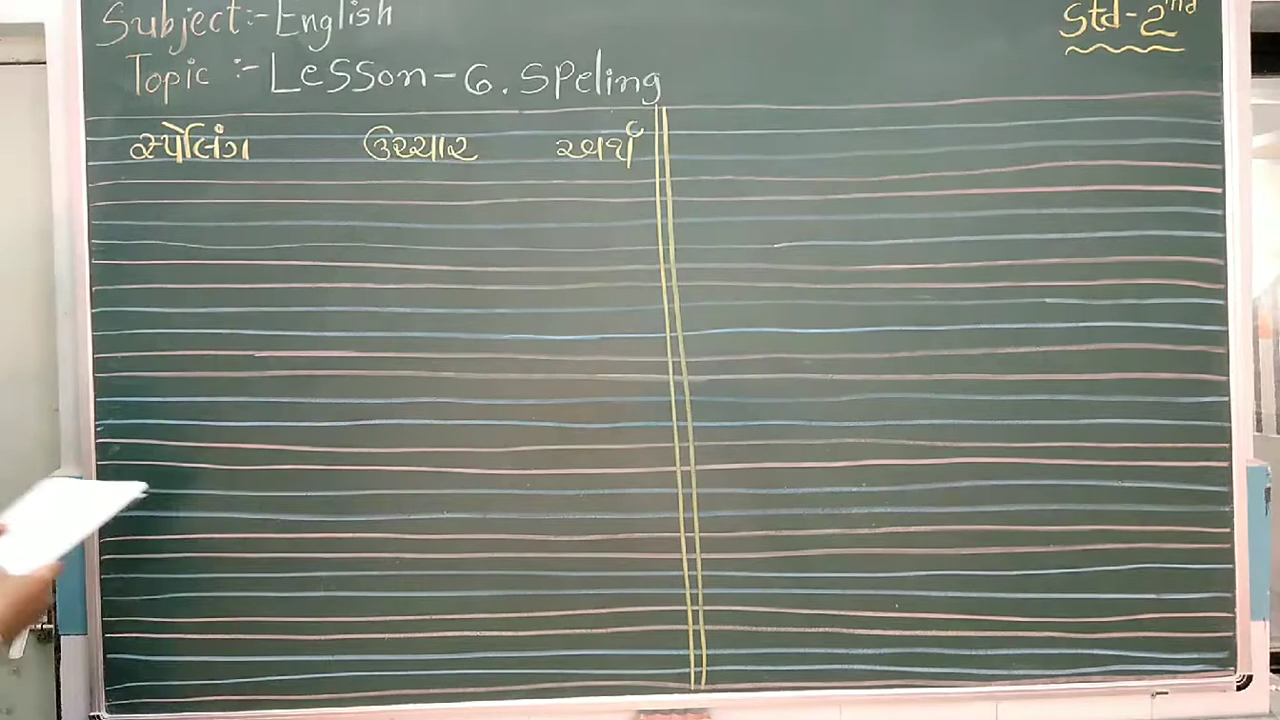 Subject:- English
Std-2nd
Topic :- Lesson-6. Speling
સ્પેલિંગ ઉચ્ચાર અર્થ